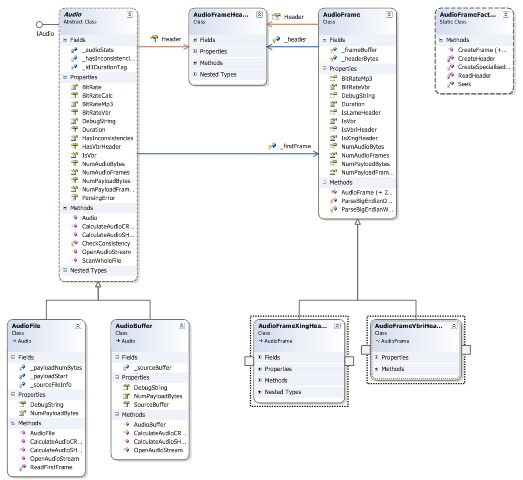 IAudio
Audio
Abstract Class
Fields
_audioStats
_hasInconsistenci...
_id3DurationTag
Properties
BitRate
BitRateCalc
BitRateMp3
BitRateVbr
DebugString
Duration
HasInconsistencies
HasVbrHeader
IsVbr
NumAudioBytes
NumAudioFrames
NumPayloadBytes
NumPayloadFram...
ParsingError
Methods
Audio
CalculateAudioCR...
CalculateAudioSH...
CheckConsistency
OpenAudioStream
ScanWholeFile
Nested Types
Header
AudioFrameHea...
Class
Fields
Properties
Methods
Nested Types
Header
_header
_firstFrame
AudioFrame
Class
Fields
_frameBuffer
_headerBytes
Properties
BitRateMp3
BitRateVbr
DebugString
Duration
IsLameHeader
IsVbr
IsVbriHeader
IsXingHeader
NumAudioBytes
NumAudioFrames
NumPayloadBytes
NumPayloadFram...
Methods
AudioFrame (+ 2...
ParseBigEndianD...
ParseBigEndianW...
AudioFrameFact...
Static Class
Methods
CreateFrame (+...
CreateHeader
CreateSpecialised...
ReadHeader
Seek
AudioFile
Class
Audio
Fields
_payloadNumBytes
_payloadStart
_sourceFileInfo
Properties
DebugString
NumPayloadBytes
Methods
AudioFile
CalculateAudioCR...
CalculateAudioSH...
OpenAudioStream
ReadFirstFrame
AudioBuffer
Class
Audio
Fields
_sourceBuffer
Properties
DebugString
NumPayloadBytes
SourceBuffer
Methods
AudioBuffer
CalculateAudioCR...
CalculateAudioSH...
OpenAudioStream
AudioFrameXingHea...
Class
AudioFrame
Fields
Properties
Methods
Nested Types
AudioFrameVbriHea...
Class
AudioFrame
Properties
Methods